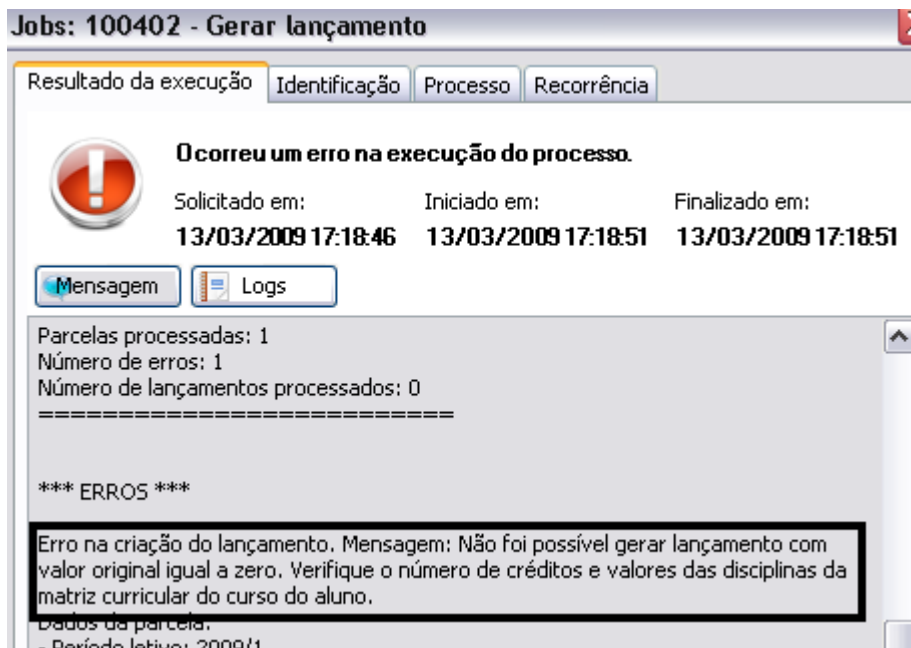 Jobs: 100402 - Gerar lançamento
Resultado da execução Identificação Processo Recorrência
Ocorreu um erro na execução do processo.
Solicitado em: Iniciado em: Finalizado em:
13/03/2009 17:18:46 13/03/2009 17:18:51 13/03/2009 17:18:51
Mensagem Logs
Parcelas processadas: 1
Número de erros: 1
Número de lançamentos processados: 0
==========================
*** ERROS ***
Erro na criação do lançamento. Mensagem: Não foi possível gerar lançamento com
valor original igual a zero. Verifique o número de créditos e valores das disciplinas da
matriz curricular do curso do aluno.
Dados da parcela:
- Período letivo: 2009/1